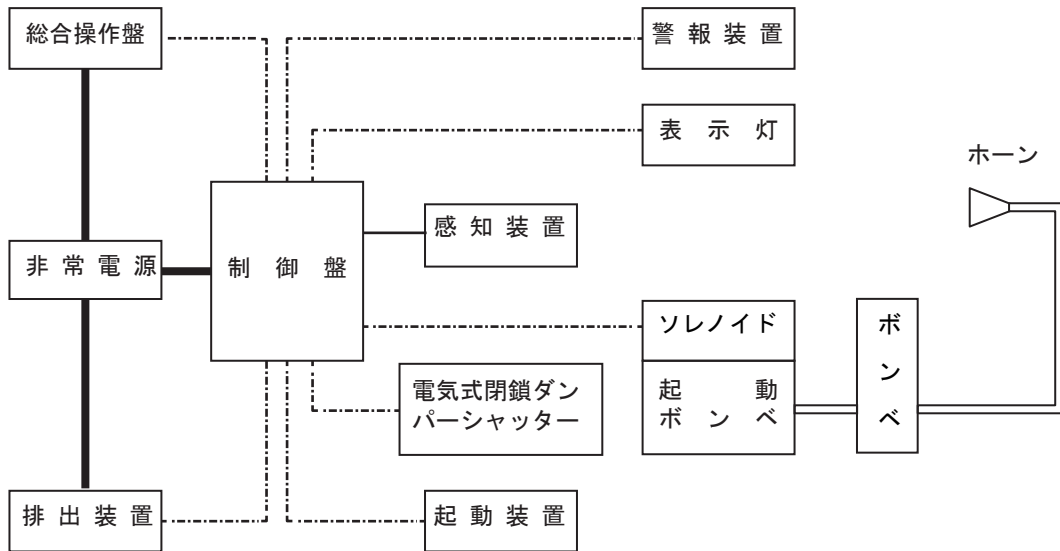 総合操作盤
警報装置
表示灯
ホーン
感知装置
非常電源
制御盤
ソレノイド
ボンベ
起動
ボンベ
電気式閉鎖ダン
パーシャッター
排出装置
起動装置